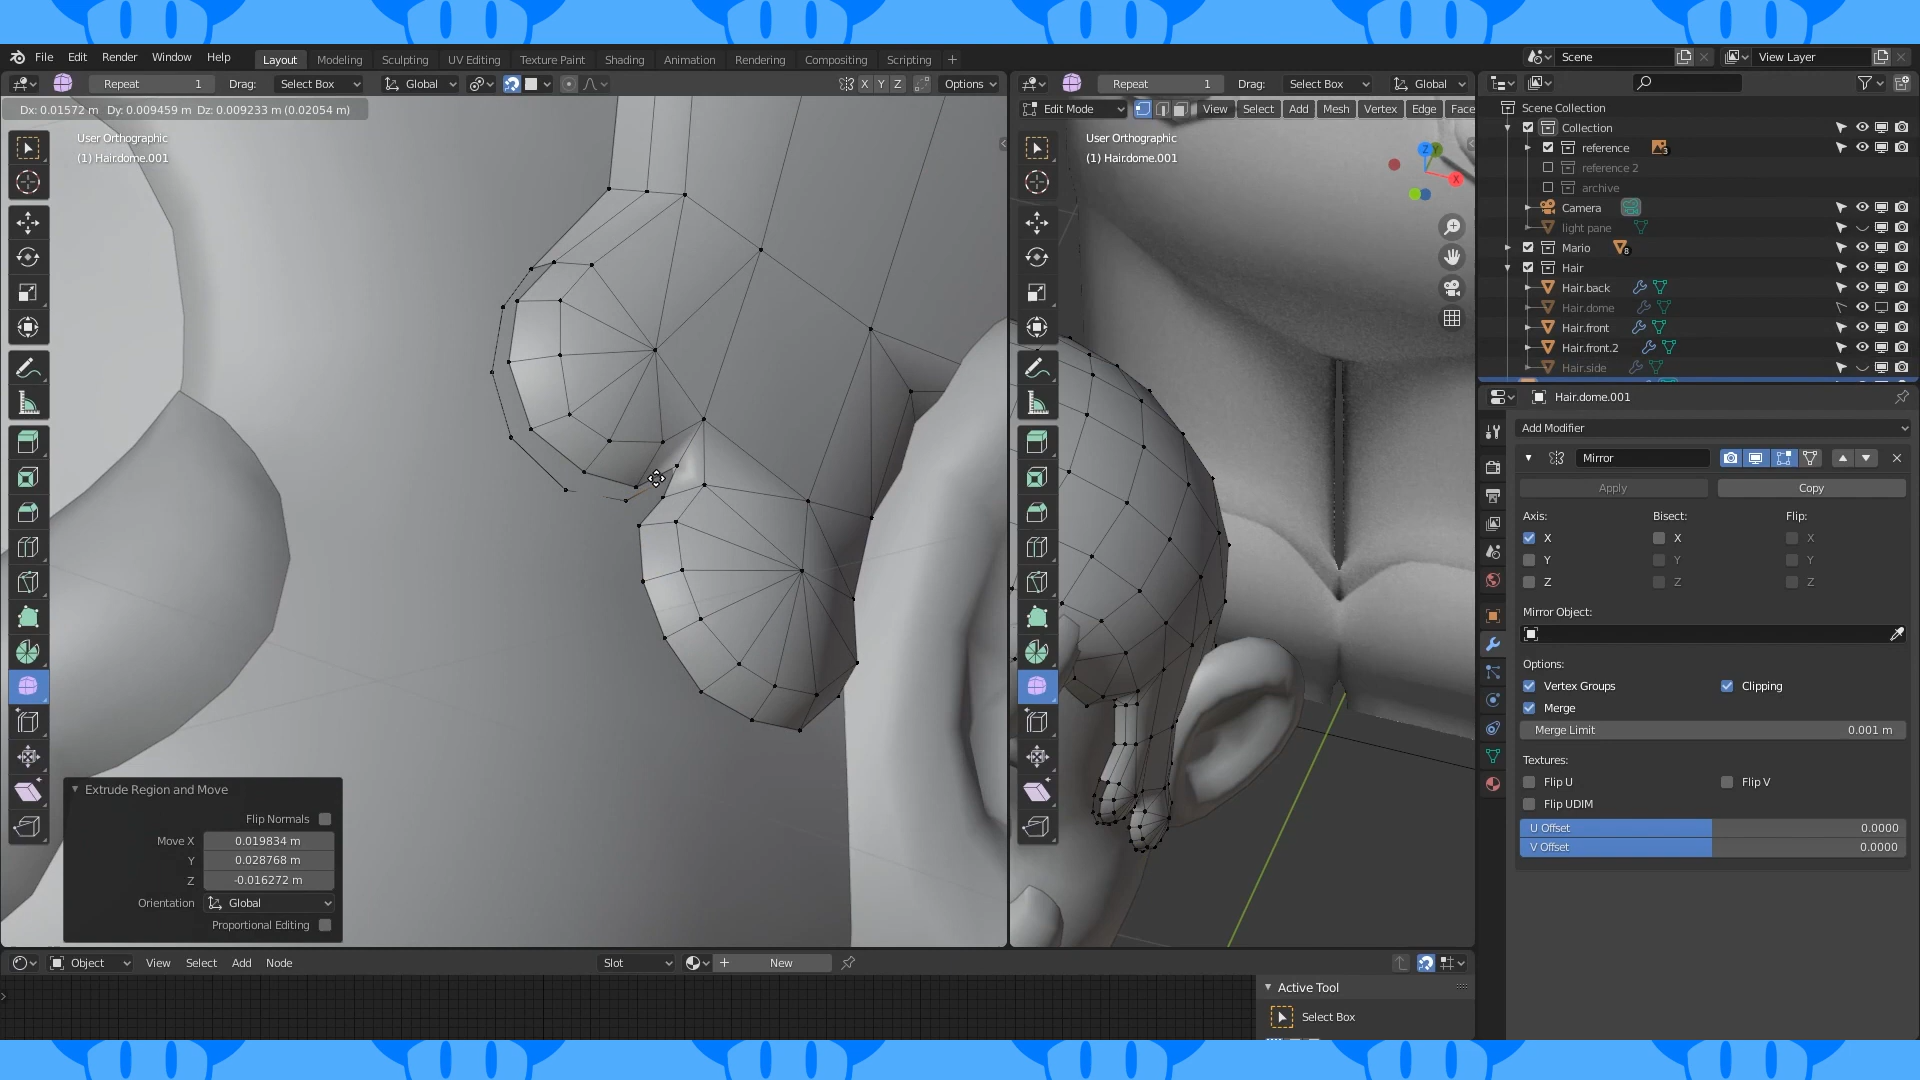 File Edit Render Window Help Layout Modeling Sculpting UV Editing Texture Paint Shading Animation Rendering Compositing Scripting + Scene View Layer
Repeat 1 Drag: Select Box Global X Y Z Options
Repeat 1 Drag: Select Box Global
Dx: 0.01572 m Dy: 0.009459 m Dz: 0.009233 m (0.02054 m)
Edit Mode View Select Add Mesh Vertex Edge Face
User Orthographic
(1) Hair.dome.001
User Orthographic
(1) Hair.dome.001
Z
Y
X
Scene Collection
Collection
reference 3
reference 2
archive
Camera
light pane
Mario 8
Hair
Hair.back
Hair.dome
Hair.front
Hair.front.2
Hair.side
Hair.dome.001
Add Modifier
Mirror
Apply Copy
Axis: Bisect: Flip:
X X X
Y Y Y
Z Z Z
Mirror Object:
Options:
Vertex Groups Clipping
Merge
Merge Limit 0.001 m
Textures:
Flip U Flip V
Flip UDIM
U Offset 0.0000
V Offset 0.0000
Extrude Region and Move
Flip Normals
Move X 0.019834 m
Y 0.028768 m
Z -0.016272 m
Orientation Global
Proportional Editing
Object View Select Add Node Slot + New
Active Tool
Select Box